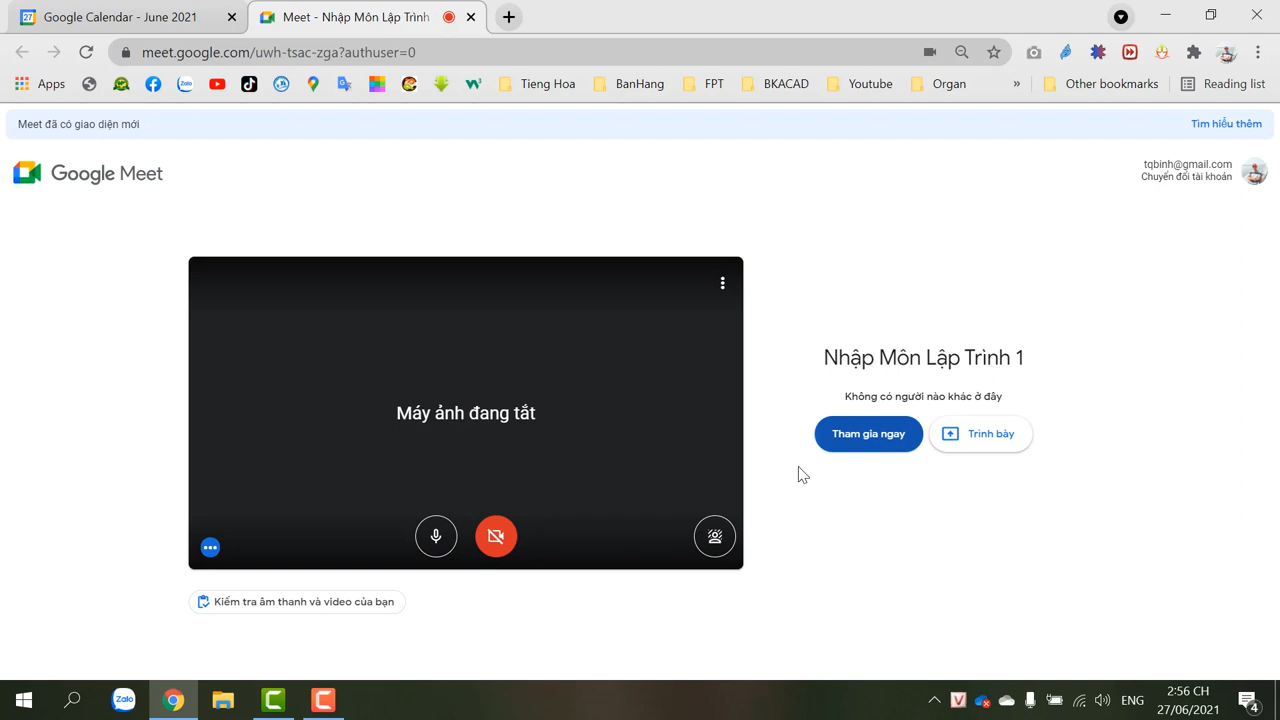 Google Calendar - June 2021
Meet - Nhập Môn Lập Trình
meet.google.com/uwh-tsac-zga?authuser=0
Apps
Zalo
Tieng Hoa
BanHang
FPT
BKACAD
Youtube
Organ
»
Other bookmarks
Reading list
Meet đã có giao diện mới
Tìm hiểu thêm
Google Meet
tqbinh@gmail.com
Chuyển đổi tài khoản
Máy ảnh đang tắt
Nhập Môn Lập Trình 1
Không có người nào khác ở đây
Tham gia ngay
Trình bày
Kiểm tra âm thanh và video của bạn
Zalo
ENG
2:56 CH
27/06/2021
4